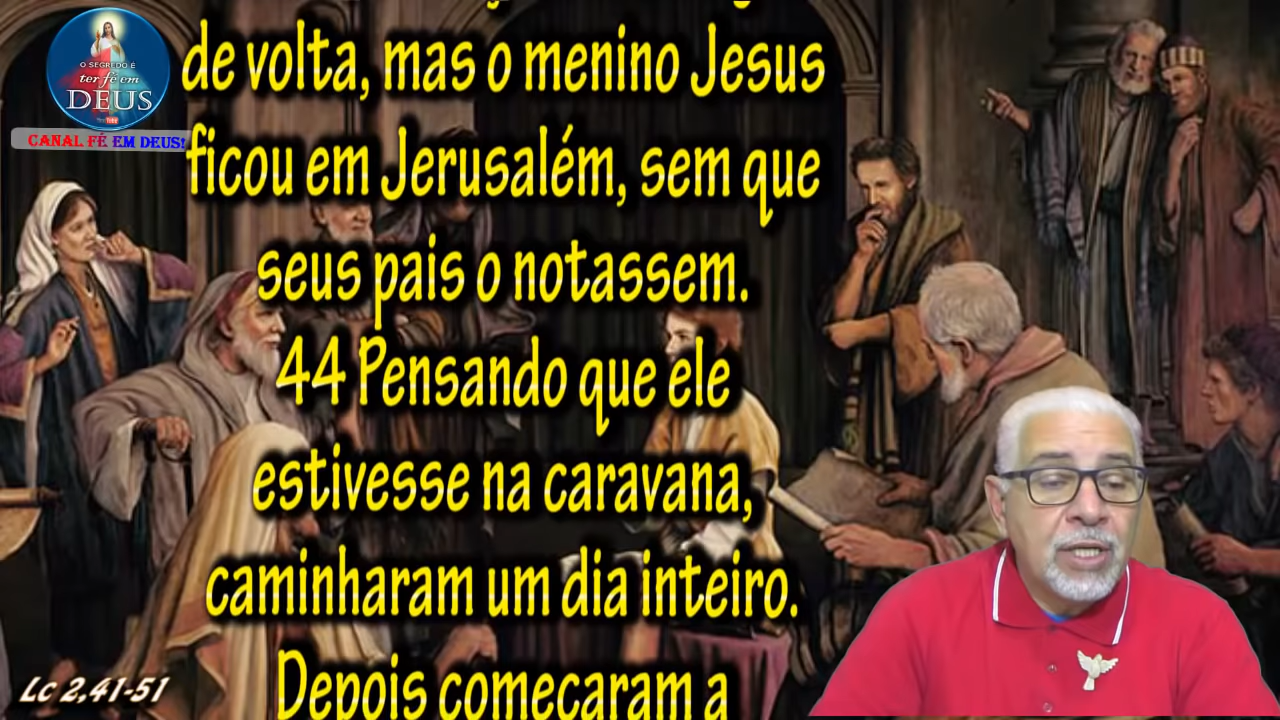 O SEGREDO É
ter fé em
DEUS
CANAL FÉ EM DEUS!
de volta, mas o menino Jesus
ficou em Jerusalém, sem que
seus pais o notassem.
44 Pensando que ele
estivesse na caravana,
caminharam um dia inteiro.
Depois começaram a
Lc 2,41-51